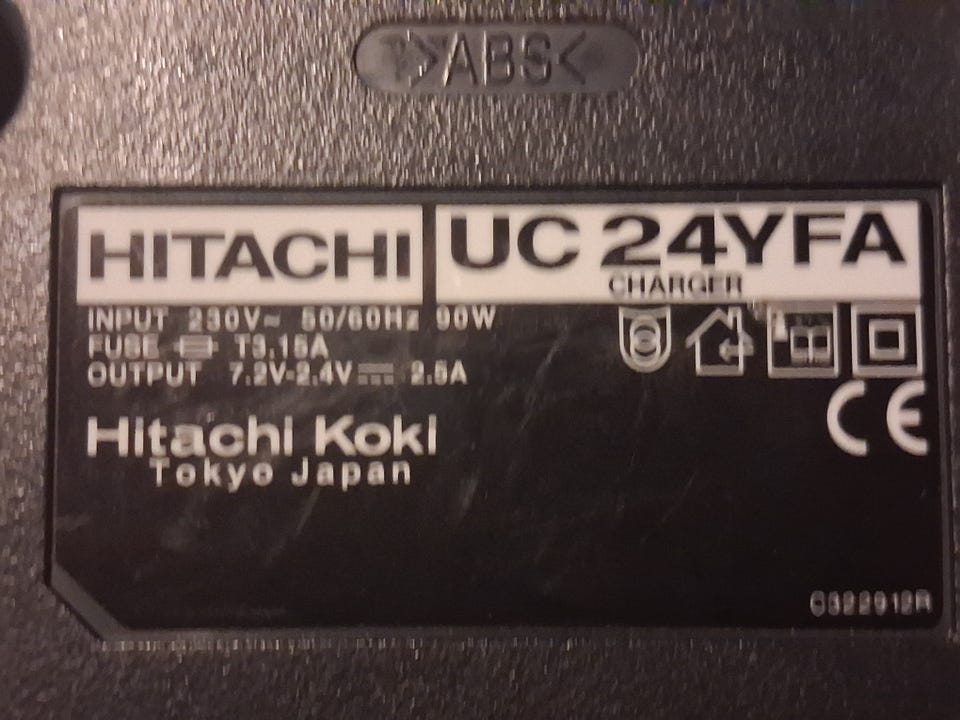 >ABS<
HITACHI UC 24YFA
CHARGER
INPUT 230V~ 50/60Hz 90W
FUSE T3.15A
OUTPUT 7.2V-2.4V 2.5A
Hitachi Koki
Tokyo Japan
CE
C322912R